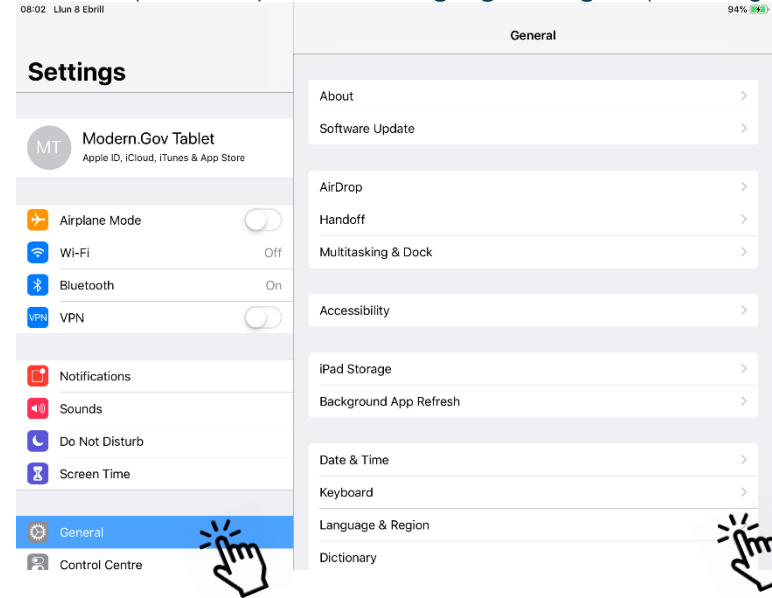 08:02 Llun 8 Ebrill
94%
Settings
MT
Modern.Gov Tablet
Apple ID, iCloud, iTunes & App Store
Airplane Mode
Wi-Fi Off
Bluetooth On
VPN VPN
Notifications
Sounds
Do Not Disturb
Screen Time
General
Control Centre
General
About
Software Update
AirDrop
Handoff
Multitasking & Dock
Accessibility
iPad Storage
Background App Refresh
Date & Time
Keyboard
Language & Region
Dictionary